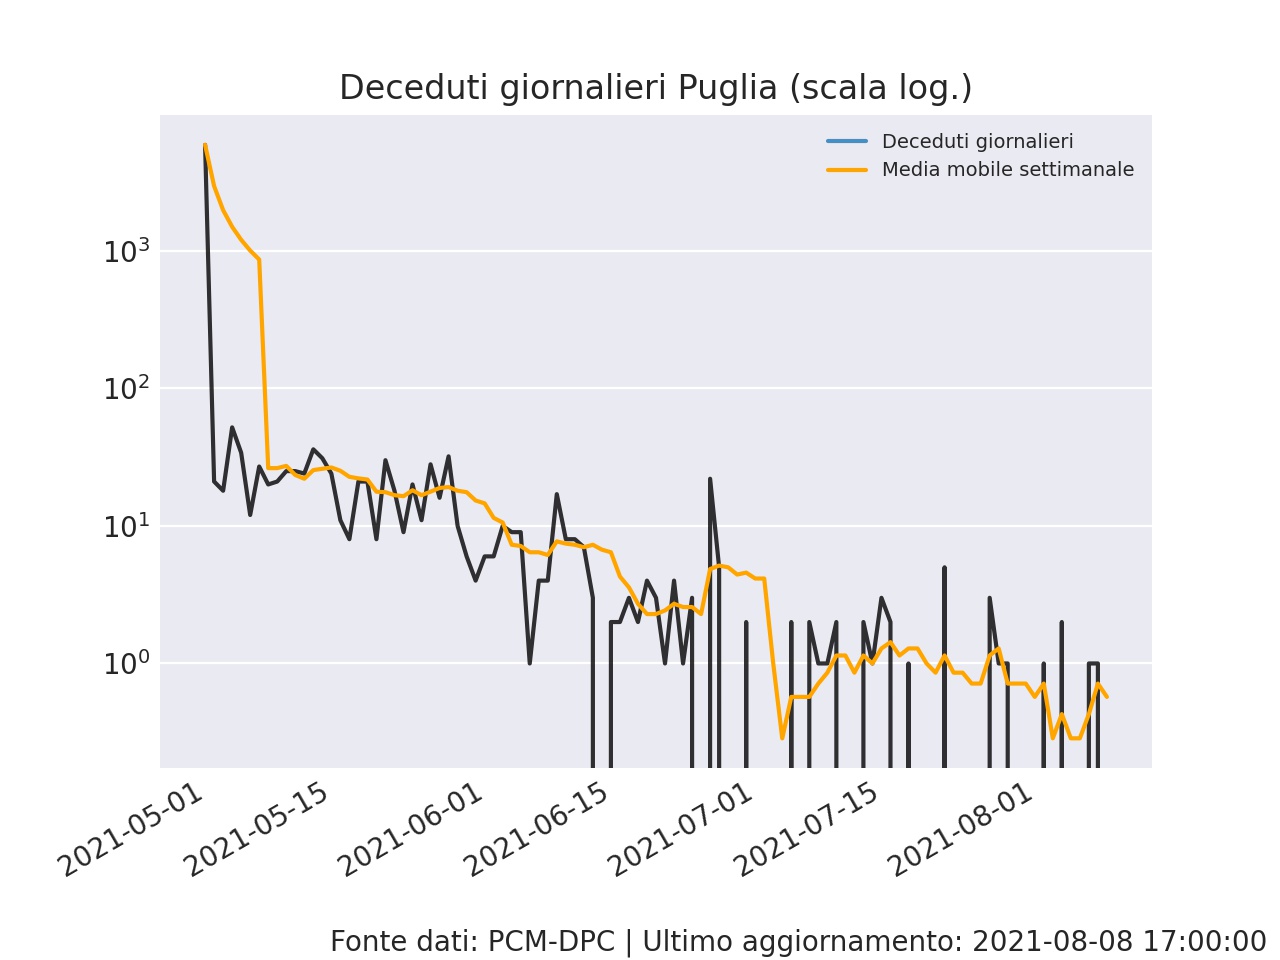 Deceduti giornalieri Puglia (scala log.)
Deceduti giornalieri
Media mobile settimanale
10³
10²
10¹
10⁰
2021-05-01
2021-05-15
2021-06-01
2021-06-15
2021-07-01
2021-07-15
2021-08-01
Fonte dati: PCM-DPC | Ultimo aggiornamento: 2021-08-08 17:00:00